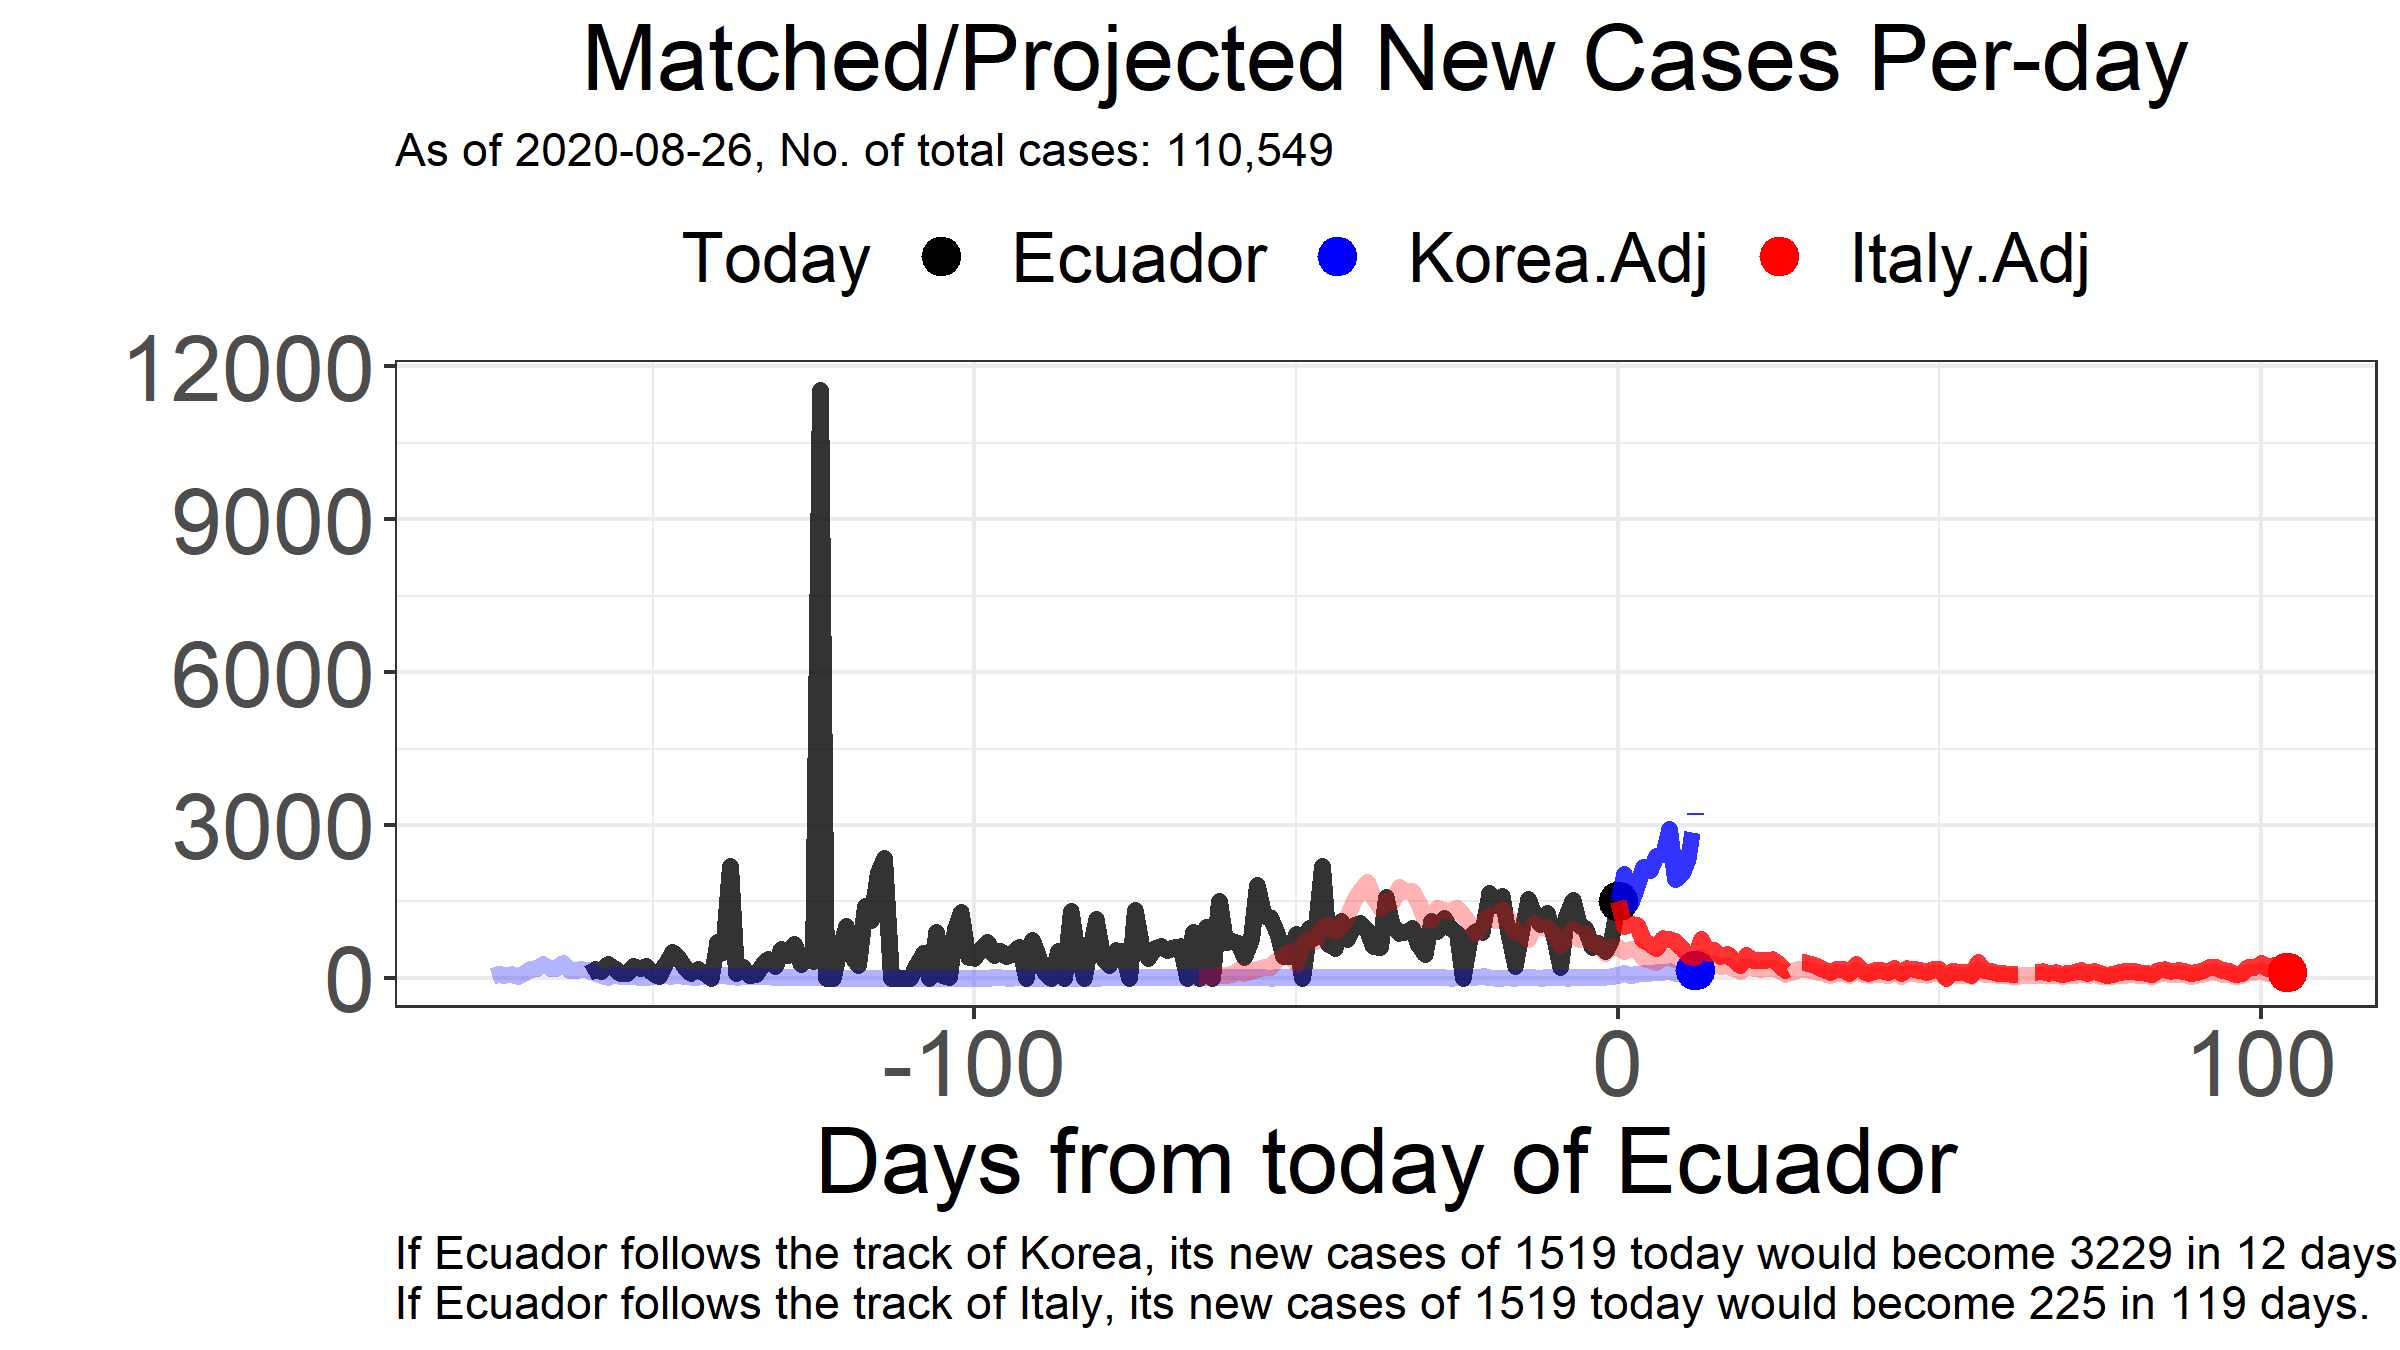 Matched/Projected New Cases Per-day
As of 2020-08-26, No. of total cases: 110,549
Today Ecuador Korea.Adj Italy.Adj
12000
9000
6000
3000
0
-100 0 100
Days from today of Ecuador
If Ecuador follows the track of Korea, its new cases of 1519 today would become 3229 in 12 days
If Ecuador follows the track of Italy, its new cases of 1519 today would become 225 in 119 days.